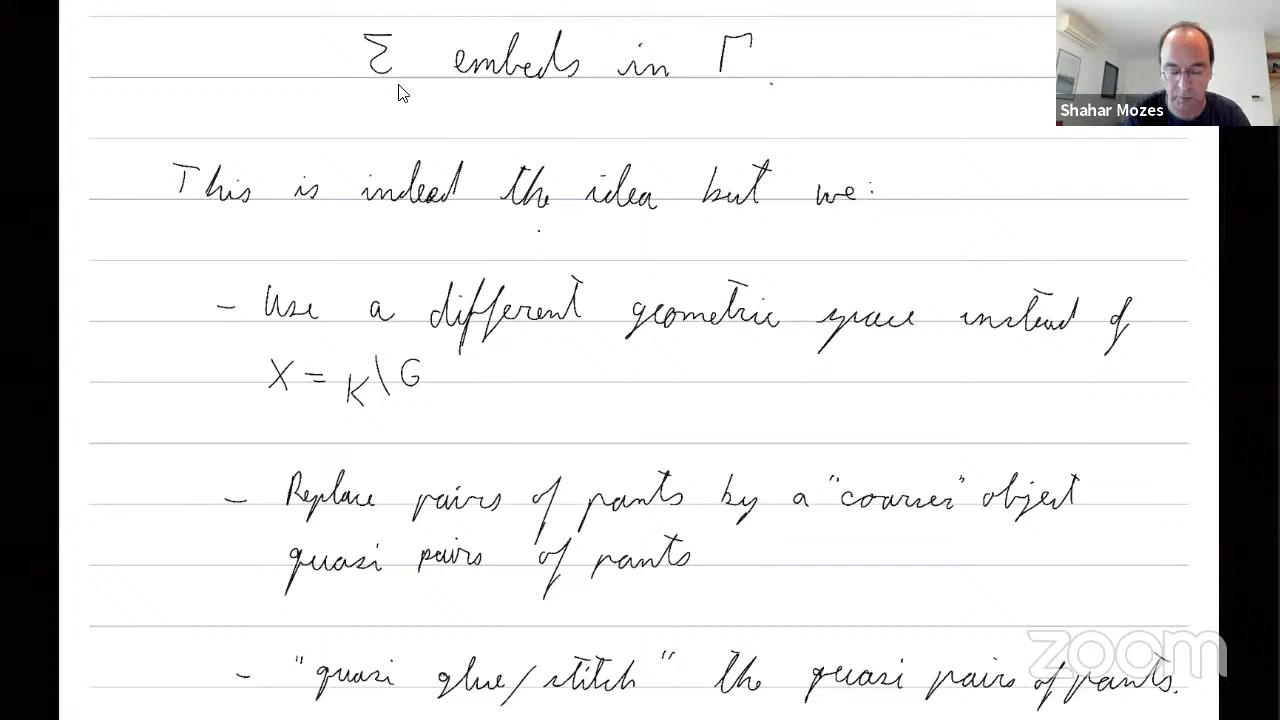 Σ embeds in Γ.
Shahar Mozes
This is indeed the idea but we:
- Use a different geometric space instead of
X = K\G
- Replace pairs of pants by a "coarser" object
quasi pairs of pants
- "quasi glue/stitch" the quasi pairs of pants.
zoom